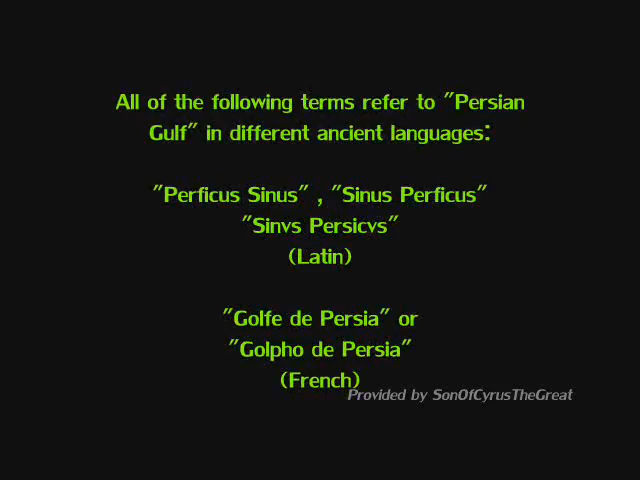 All of the following terms refer to "Persian
Gulf" in different ancient languages:
"Perficus Sinus" , "Sinus Perficus"
"Sinvs Persicvs"
(Latin)
"Golfe de Persia" or
"Golpho de Persia"
(French)
Provided by SonOfCyrusTheGreat